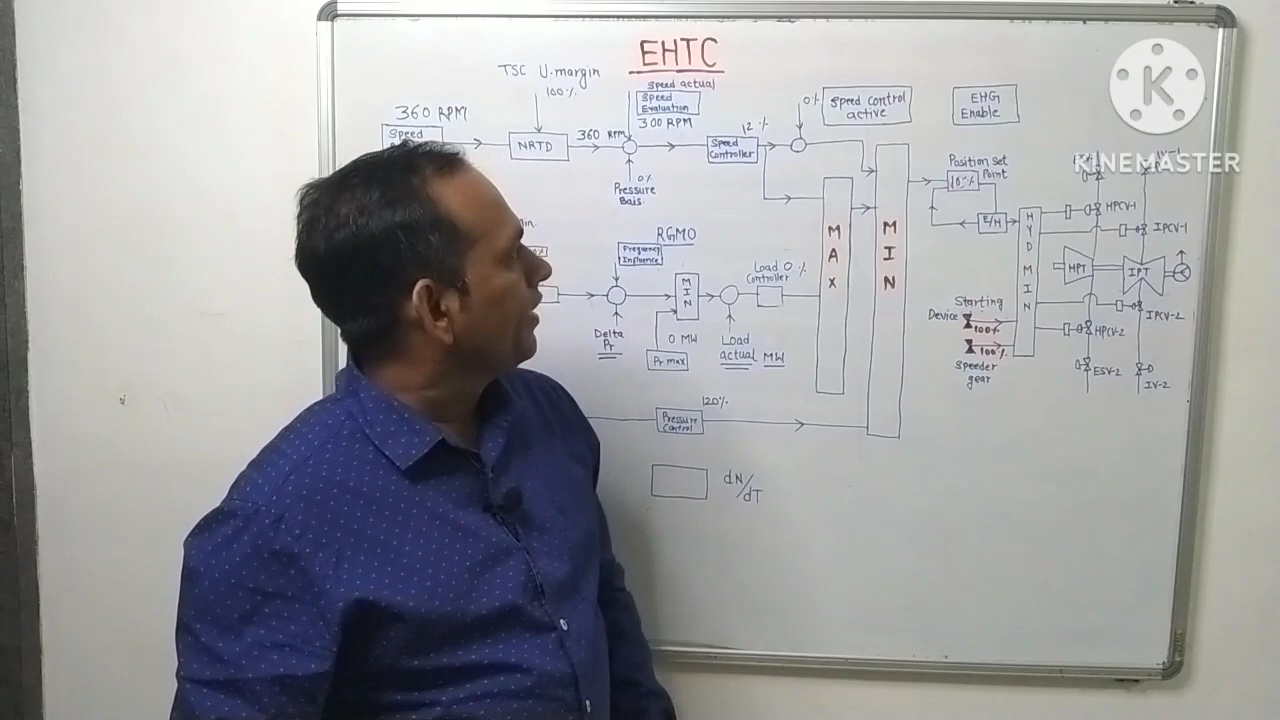 EHTC
TSC U.margin
100%
Speed actual
Speed
Evaluation
300 RPM
360 RPM
Speed
NRTD
360 RPM
0%
Pressure
Bais.
12 %
Speed
Controller
0%
Speed control
active
EHG
Enable
K
KINEMASTER
Position set
Point
10%
E/H
HYD MIN
HPCV-1
IPCV-1
HPT
IPT
IPCV-2
HPCV-2
ESV-2
IV-2
Starting
Device
100%
100%
Speeder
gear
RGMO
Frequency
Influence
MIN
Load 0 %
Controller
MAX
MIN
Delta
Pr
0 MW
Pr max
Load
actual MW
120%
Pressure
Control
dN/dT